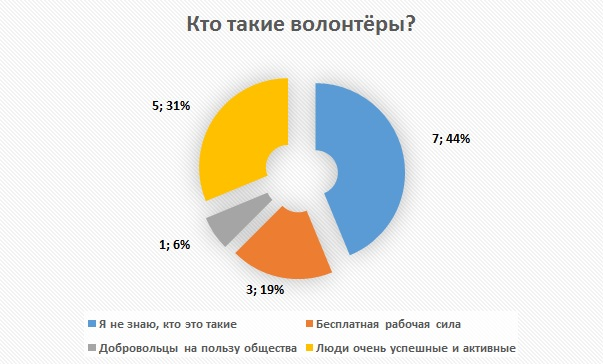 Кто такие волонтёры?
5; 31%
7; 44%
1; 6%
3; 19%
Я не знаю, кто это такие
Бесплатная рабочая сила
Добровольцы на пользу общества
Люди очень успешные и активные